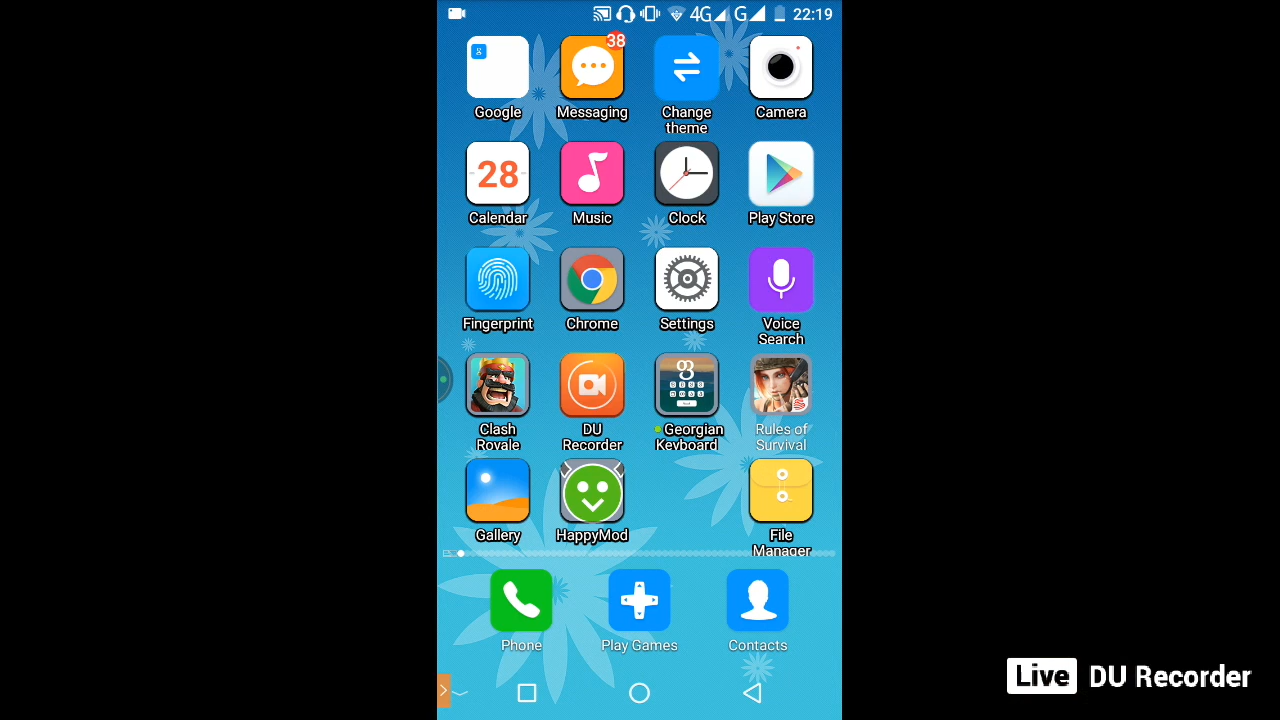 4G G 22:19
38
Google Messaging Change theme Camera
28
Calendar Music Clock Play Store
Fingerprint Chrome Settings Voice Search
Clash Royale DU Recorder Georgian Keyboard Rules of Survival
Gallery HappyMod File Manager
Phone Play Games Contacts
Live DU Recorder